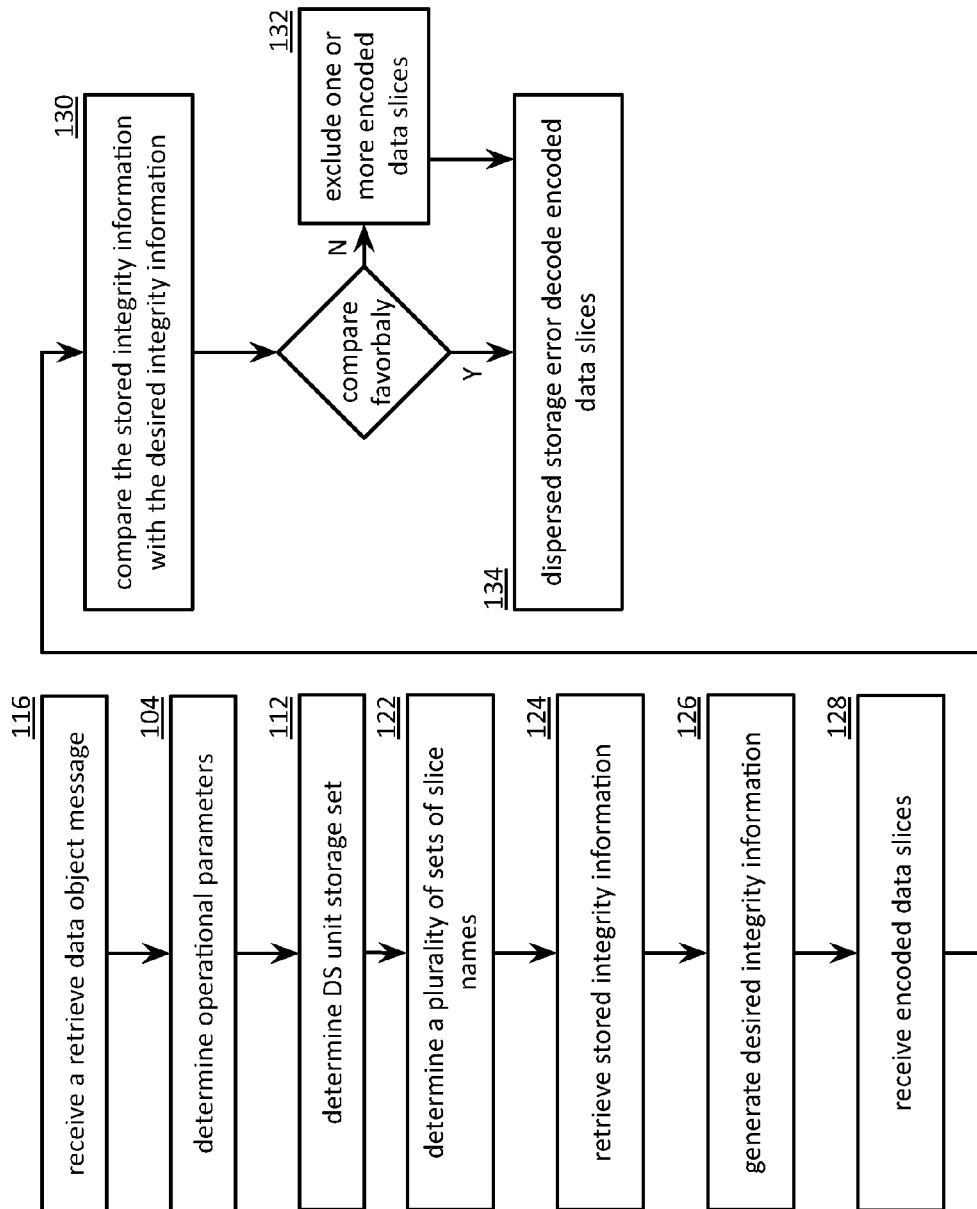 116
receive a retrieve data object message
104
determine operational parameters
112
determine DS unit storage set
122
determine a plurality of sets of slice
names
124
retrieve stored integrity information
126
generate desired integrity information
128
receive encoded data slices
130
compare the stored integrity information
with the desired integrity information
compare
favorbaly
N
Y
132
exclude one or
more encoded
data slices
134
dispersed storage error decode encoded
data slices